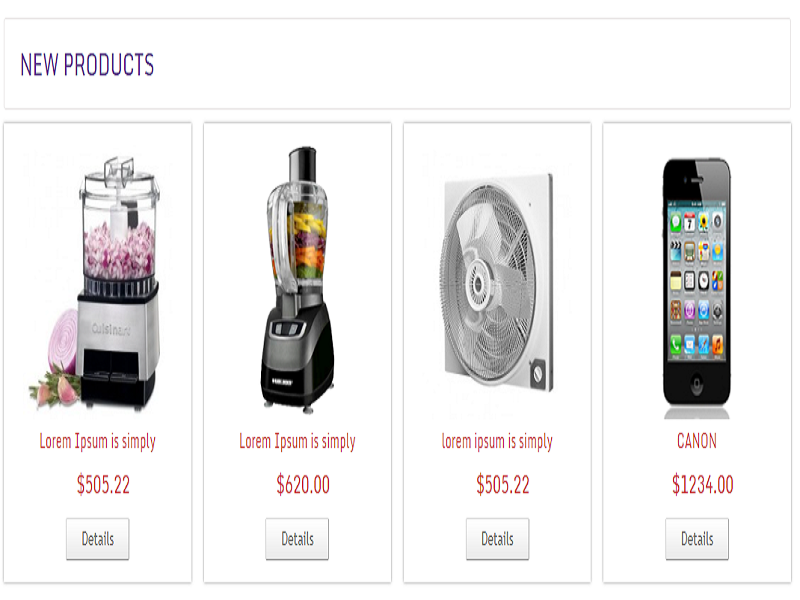 NEW PRODUCTS
Cuisinart
Lorem Ipsum is simply
$505.22
Details
Lorem Ipsum is simply
$620.00
Details
lorem ipsum is simply
$505.22
Details
CANON
$1234.00
Details